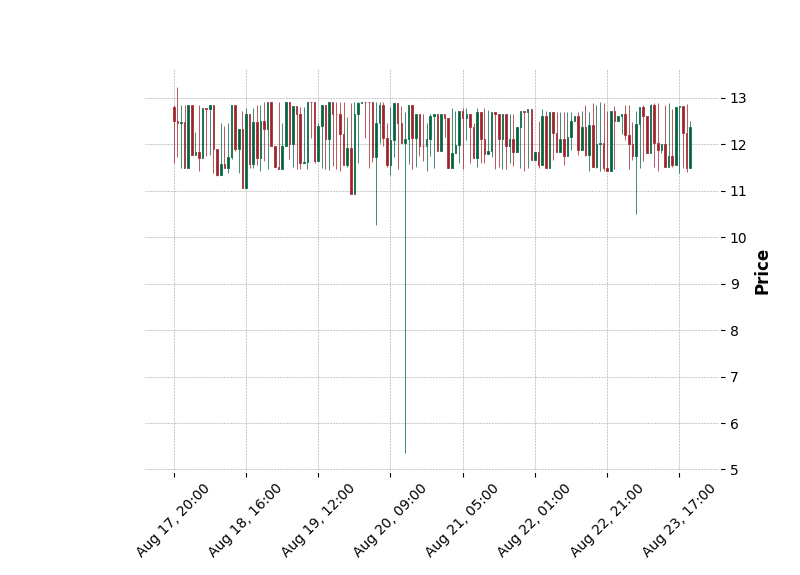 13
12
11
10
9
8
7
6
5
Price
Aug 17, 20:00
Aug 18, 16:00
Aug 19, 12:00
Aug 20, 09:00
Aug 21, 05:00
Aug 22, 01:00
Aug 22, 21:00
Aug 23, 17:00